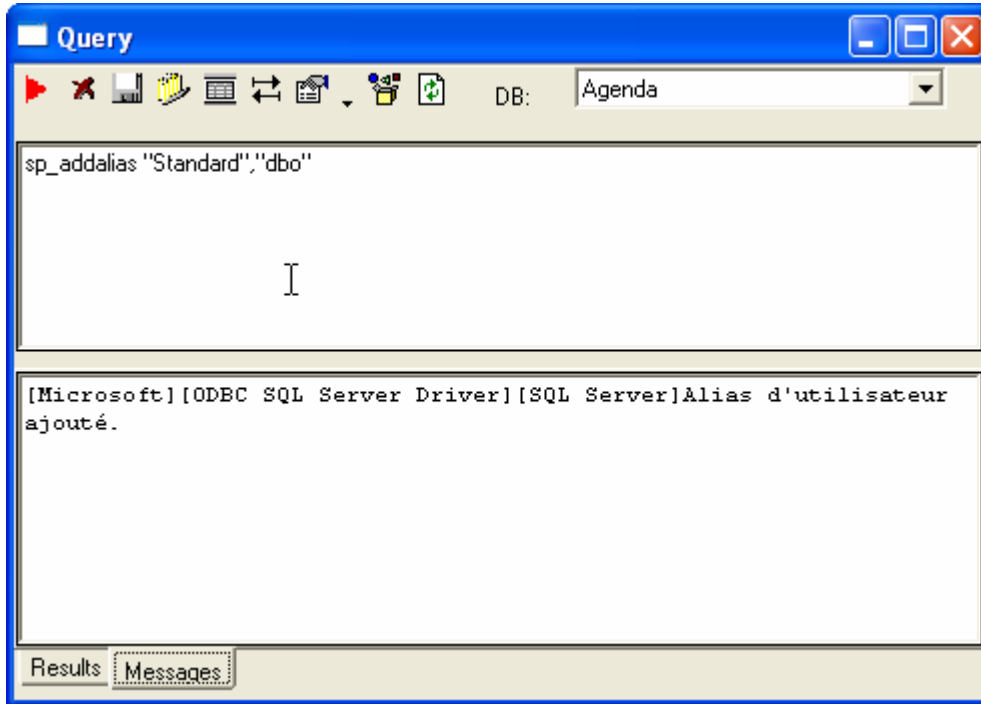 Query
DB: Agenda
sp_addalias "Standard","dbo"
[Microsoft][ODBC SQL Server Driver][SQL Server]Alias d'utilisateur
ajouté.
Results Messages